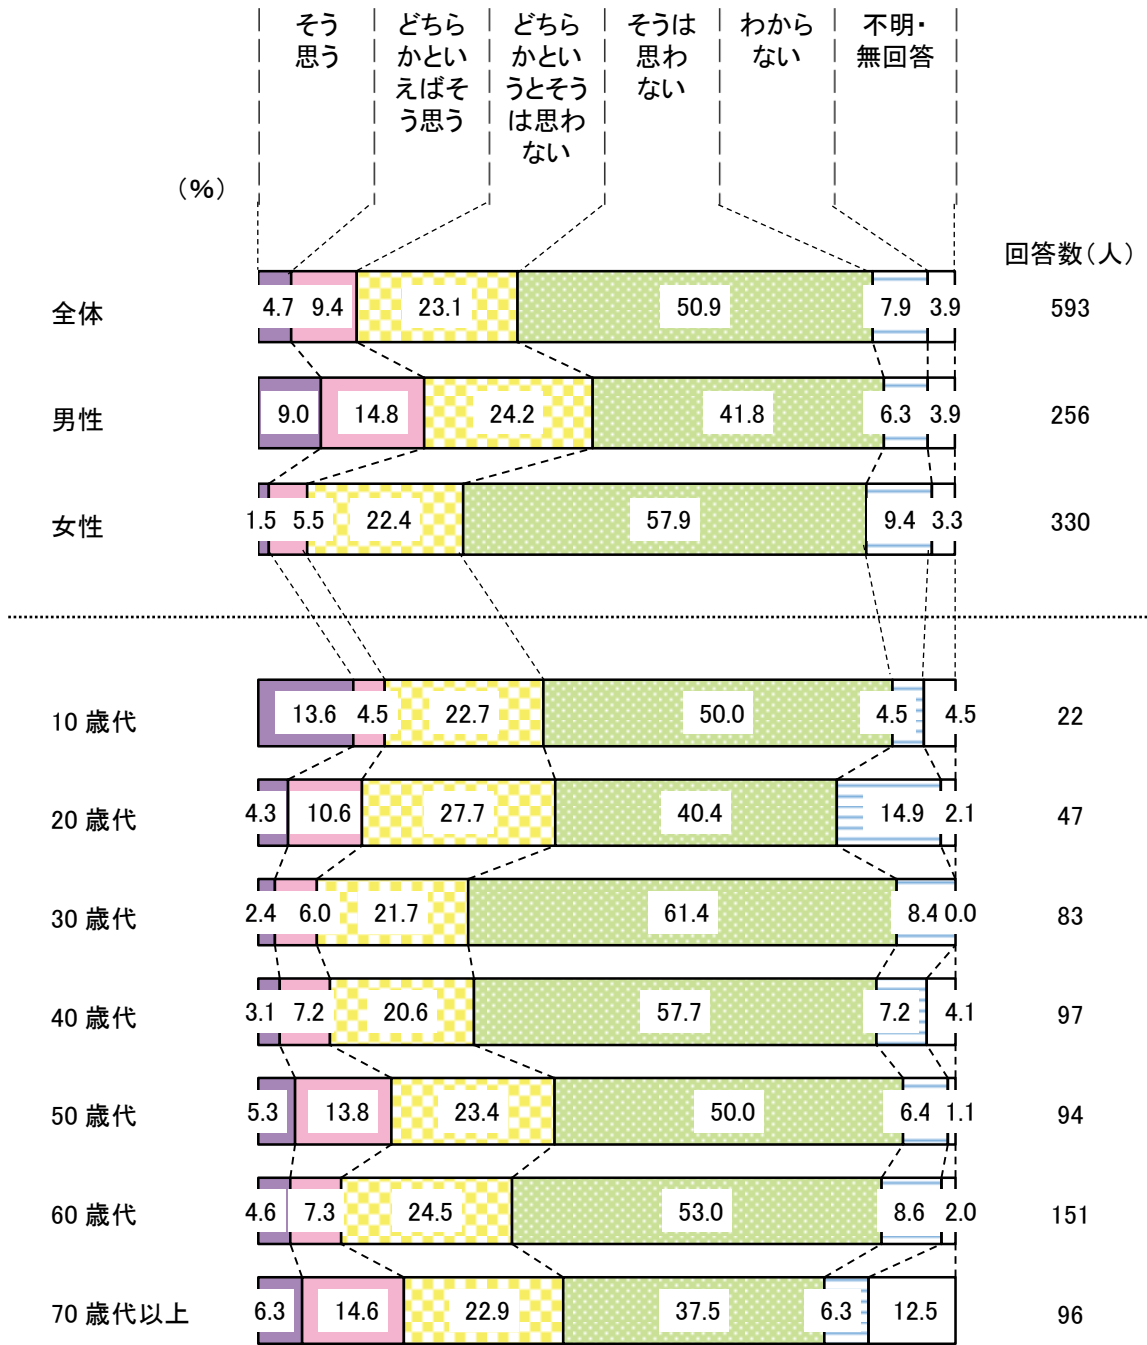 そう
思う
どちら
かとい
えばそ
う思う
どちら
かとい
うとそう
は思わ
ない
そうは
思わ
ない
わから
ない
不明・
無回答
(%)
回答数(人)
全体 4.7 9.4 23.1 50.9 7.9 3.9 593
男性 9.0 14.8 24.2 41.8 6.3 3.9 256
女性 1.5 5.5 22.4 57.9 9.4 3.3 330
10 歳代 13.6 4.5 22.7 50.0 4.5 4.5 22
20 歳代 4.3 10.6 27.7 40.4 14.9 2.1 47
30 歳代 2.4 6.0 21.7 61.4 8.4 0.0 83
40 歳代 3.1 7.2 20.6 57.7 7.2 4.1 97
50 歳代 5.3 13.8 23.4 50.0 6.4 1.1 94
60 歳代 4.6 7.3 24.5 53.0 8.6 2.0 151
70 歳代以上 6.3 14.6 22.9 37.5 6.3 12.5 96